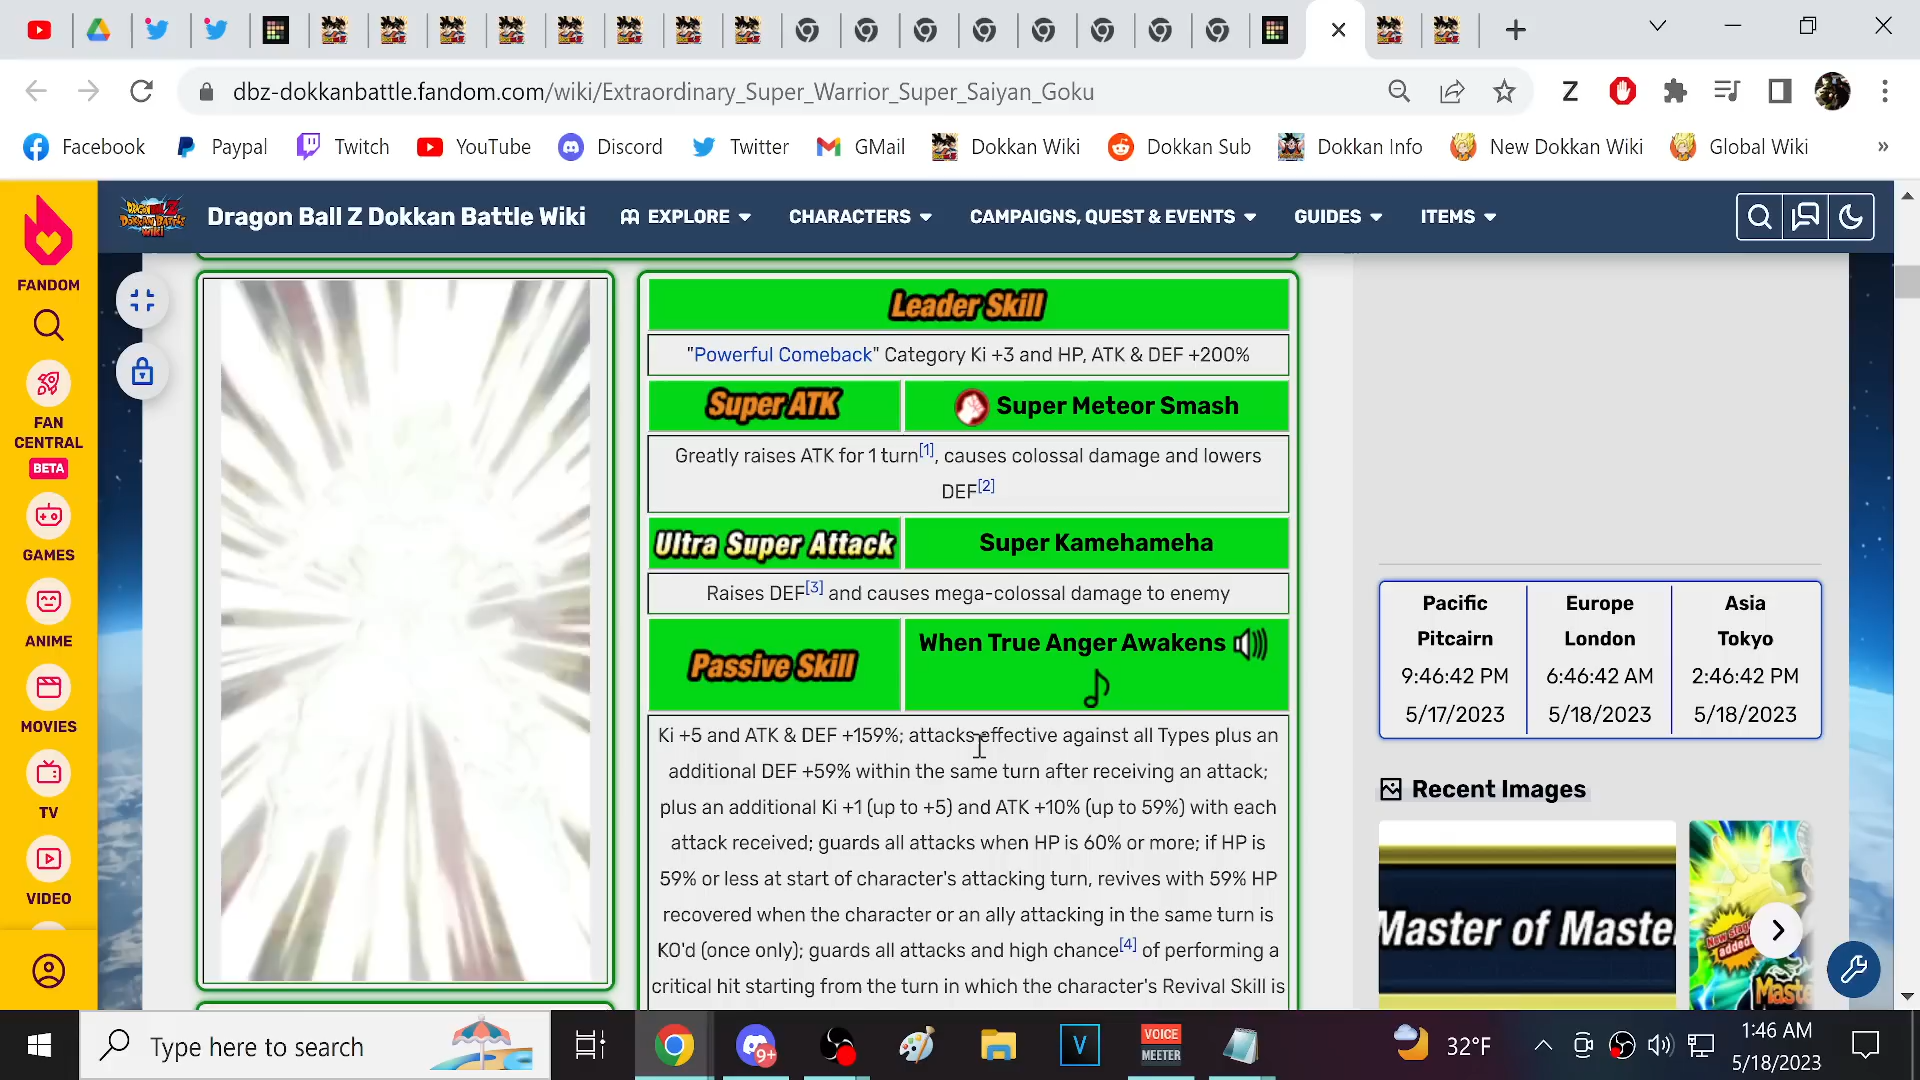 dbz-dokkanbattle.fandom.com/wiki/Extraordinary_Super_Warrior_Super_Saiyan_Goku
Z
Facebook
Paypal
Twitch
YouTube
Discord
Twitter
GMail
Dokkan Wiki
Dokkan Sub
Dokkan Info
New Dokkan Wiki
Global Wiki
»
Dragon Ball Z Dokkan Battle Wiki
EXPLORE
CHARACTERS
CAMPAIGNS, QUEST & EVENTS
GUIDES
ITEMS
FANDOM
FAN
CENTRAL
BETA
GAMES
ANIME
MOVIES
TV
VIDEO
Leader Skill
"Powerful Comeback" Category Ki +3 and HP, ATK & DEF +200%
Super ATK
Super Meteor Smash
Greatly raises ATK for 1 turn[1], causes colossal damage and lowers
DEF[2]
Ultra Super Attack
Super Kamehameha
Raises DEF[3] and causes mega-colossal damage to enemy
Passive Skill
When True Anger Awakens
Ki +5 and ATK & DEF +159%; attacks effective against all Types plus an
additional DEF +59% within the same turn after receiving an attack;
plus an additional Ki +1 (up to +5) and ATK +10% (up to 59%) with each
attack received; guards all attacks when HP is 60% or more; if HP is
59% or less at start of character's attacking turn, revives with 59% HP
recovered when the character or an ally attacking in the same turn is
KO'd (once only); guards all attacks and high chance[4] of performing a
critical hit starting from the turn in which the character's Revival Skill is
Pacific
Pitcairn
9:46:42 PM
5/17/2023
Europe
London
6:46:42 AM
5/18/2023
Asia
Tokyo
2:46:42 PM
5/18/2023
Recent Images
Master of Maste
New stage
added!
Maste
Type here to search
9+
V
VOICE
MEETER
32°F
1:46 AM
5/18/2023